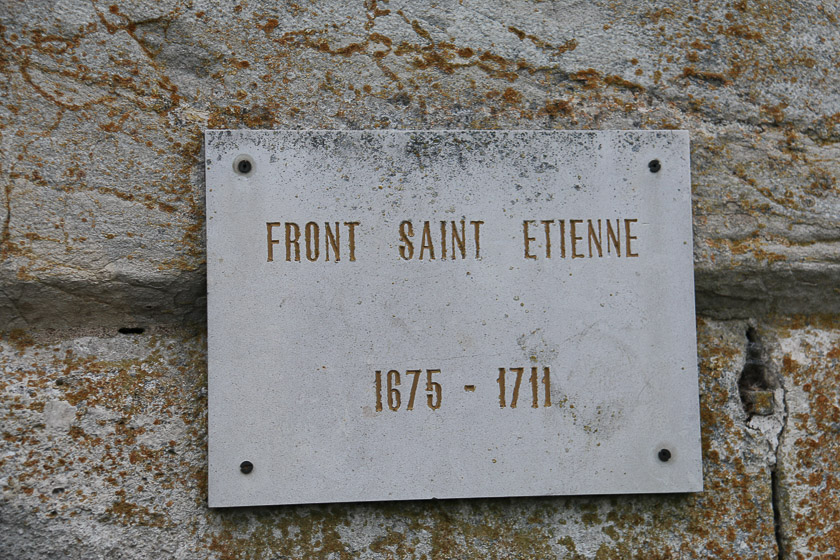 FRONT SAINT ETIENNE
1675 - 1711